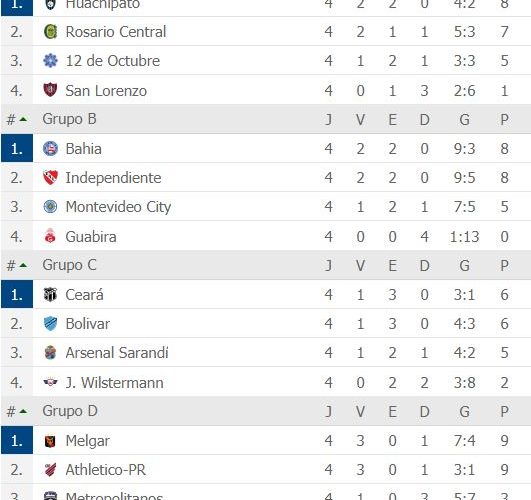 1. Huachipato 4 2 2 0 4:2 8
2. Rosario Central 4 2 1 1 5:3 7
3. 12 de Octubre 4 1 2 1 3:3 5
4. San Lorenzo 4 0 1 3 2:6 1
# Grupo B J V E D G P
1. Bahia 4 2 2 0 9:3 8
2. Independiente 4 2 2 0 9:5 8
3. Montevideo City 4 1 2 1 7:5 5
4. Guabira 4 0 0 4 1:13 0
# Grupo C J V E D G P
1. Ceará 4 1 3 0 3:1 6
2. Bolivar 4 1 3 0 4:3 6
3. Arsenal Sarandí 4 1 2 1 4:2 5
4. J. Wilstermann 4 0 2 2 3:8 2
# Grupo D J V E D G P
1. Melgar 4 3 0 1 7:4 9
2. Athletico-PR 4 3 0 1 3:1 9
3. Metropolitanos 4 1 0 3 5:7 3